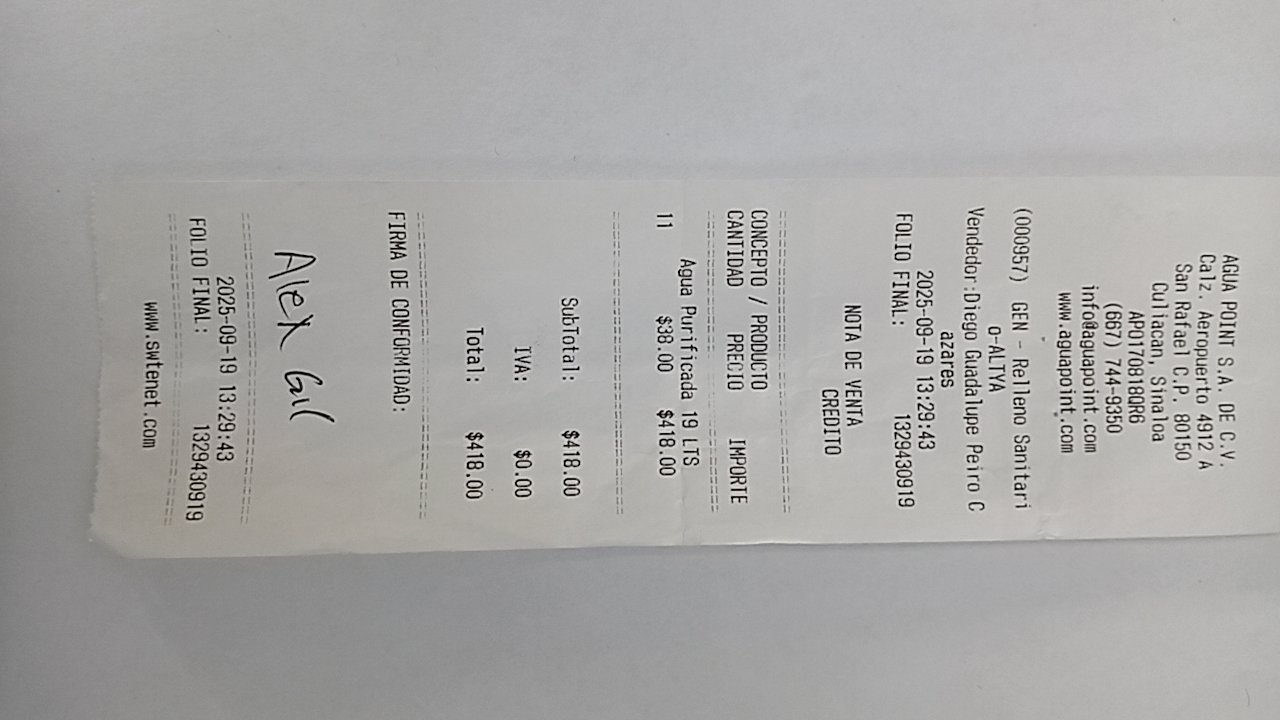 AGUA POINT S.A. DE C.V.
Calz. Aeropuerto 4912 A
San Rafael C.P. 80150
Culiacan, Sinaloa
APO170818QR6
(667) 744-9350
info@aguapoint.com
www.aguapoint.com
(000957) GEN - Relleno Sanitari
o-ALTYA
Vendedor:Diego Guadalupe Peiro C
azares
2025-09-19 13:29:43
FOLIO FINAL: 1329430919
NOTA DE VENTA
CREDITO
CONCEPTO / PRODUCTO
CANTIDAD PRECIO IMPORTE
Agua Purificada 19 LTS
11 $38.00 $418.00
SubTotal: $418.00
IVA: $0.00
Total: $418.00
FIRMA DE CONFORMIDAD:
Alex Gil
2025-09-19 13:29:43
FOLIO FINAL: 1329430919
www.swtenet.com